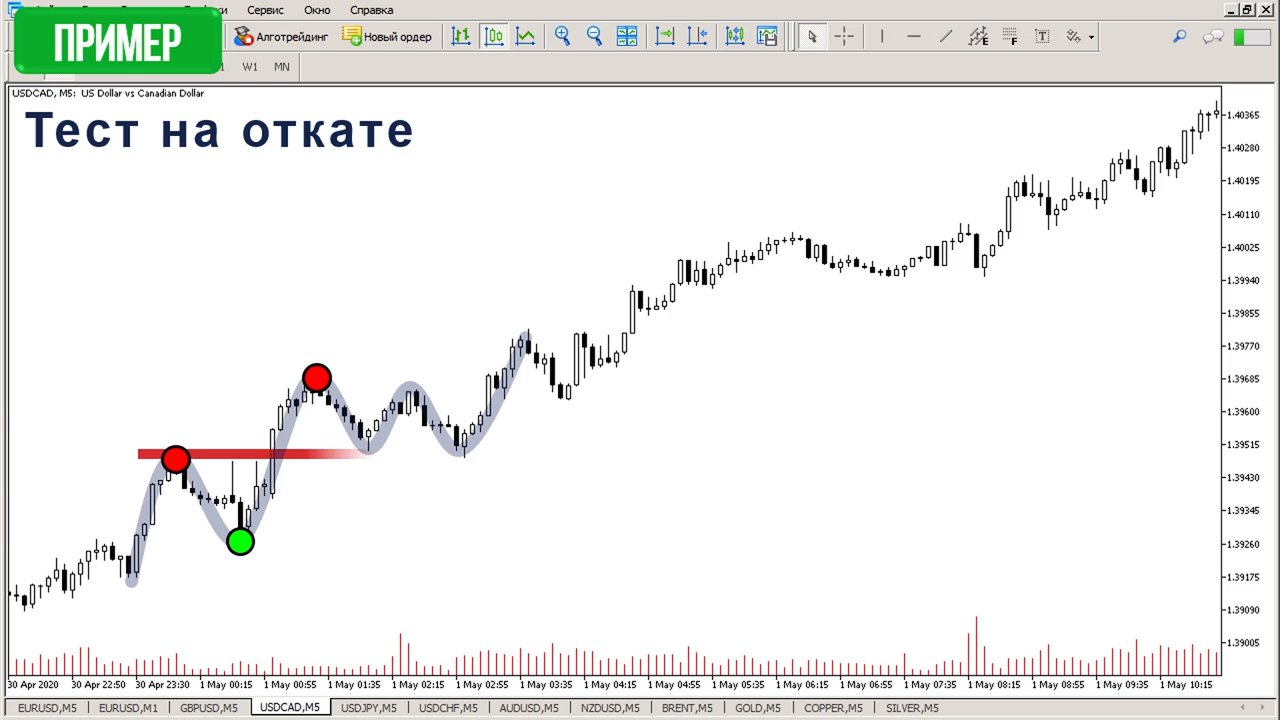 Сервис Окно Справка
ПРИМЕР
Алготрейдинг Новый ордер
W1 MN
USDCAD, M5: US Dollar vs Canadian Dollar
Тест на откате
1.40365
1.40280
1.40195
1.40110
1.40025
1.39940
1.39855
1.39770
1.39685
1.39600
1.39515
1.39430
1.39345
1.39260
1.39175
1.39090
1.39005
30 Apr 2020 30 Apr 22:50 30 Apr 23:30 1 May 00:15 1 May 00:55 1 May 01:35 1 May 02:15 1 May 02:55 1 May 03:35 1 May 04:15 1 May 04:55 1 May 05:35 1 May 06:15 1 May 06:55 1 May 07:35 1 May 08:15 1 May 08:55 1 May 09:35 1 May 10:15
EURUSD,M5 EURUSD,M1 GBPUSD,M5 USDCAD,M5 USDJPY,M5 USDCHF,M5 AUDUSD,M5 NZDUSD,M5 BRENT,M5 GOLD,M5 COPPER,M5 SILVER,M5